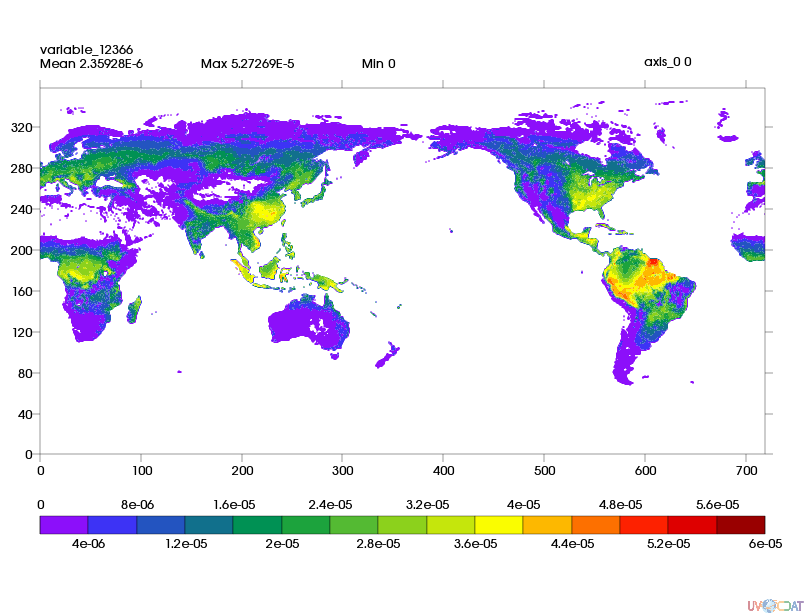 variable_12366
Mean 2.35928E-6 Max 5.27269E-5 Min 0 axis_0 0
320
280
240
200
160
120
80
40
0
0 100 200 300 400 500 600 700
0 8e-06 1.6e-05 2.4e-05 3.2e-05 4e-05 4.8e-05 5.6e-05
4e-06 1.2e-05 2e-05 2.8e-05 3.6e-05 4.4e-05 5.2e-05 6e-05
UV-CDAT